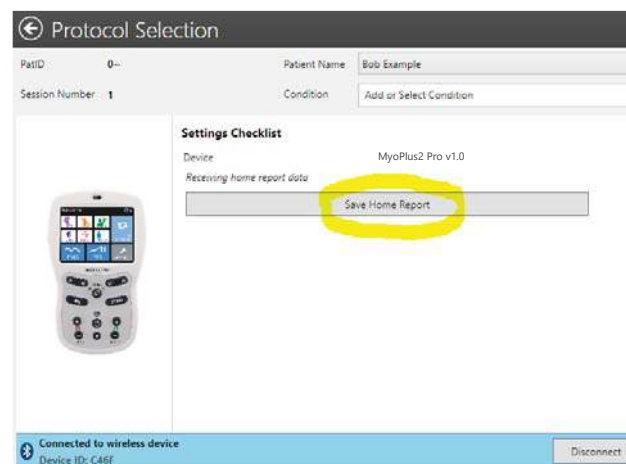 Protocol Selection
PatID 0-- Patient Name Bob Example
Session Number 1 Condition Add or Select Condition
Settings Checklist
Device MyoPlus2 Pro v1.0
Receiving home report data
Save Home Report
Connected to wireless device
Device ID: C46F
Disconnect